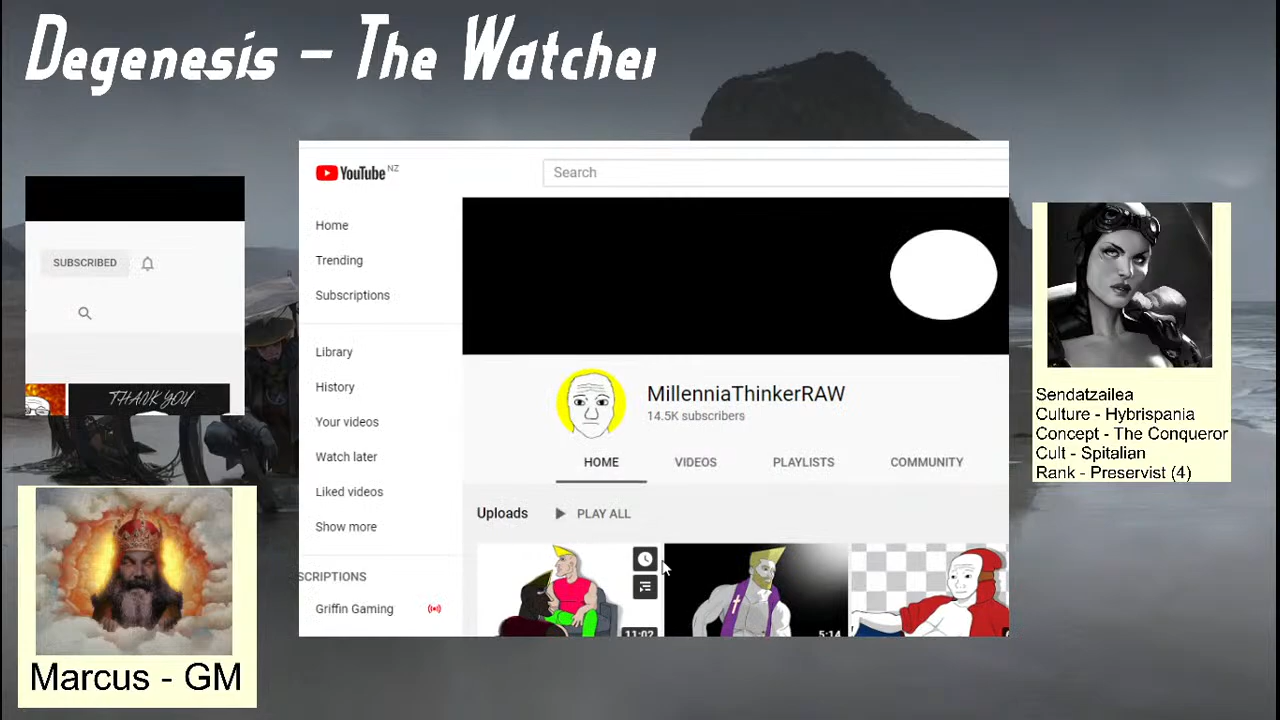 Degenesis - The Watcher
YouTube NZ
Search
Home
Trending
Subscriptions
Library
History
Your videos
Watch later
Liked videos
Show more
SCRIPTIONS
Griffin Gaming
MillenniaThinkerRAW
14.5K subscribers
HOME VIDEOS PLAYLISTS COMMUNITY
Uploads PLAY ALL
11:02
5:14
SUBSCRIBED
THANK YOU
Marcus - GM
Sendatzailea
Culture - Hybrispania
Concept - The Conqueror
Cult - Spitalian
Rank - Preservist (4)